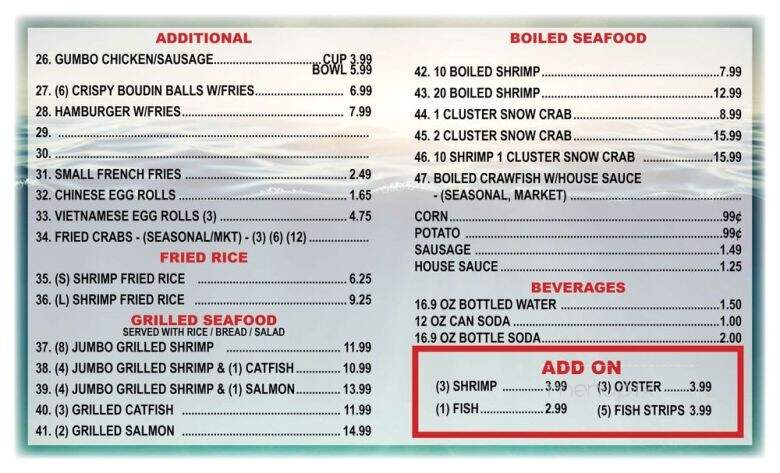 ADDITIONAL
26. GUMBO CHICKEN/SAUSAGE....................CUP 3.99
BOWL 5.99
27. (6) CRISPY BOUDIN BALLS W/FRIES..................... 6.99
28. HAMBURGER W/FRIES....................................... 7.99
29. ..............................................................................
30. ..............................................................................
31. SMALL FRENCH FRIES ....................................... 2.49
32. CHINESE EGG ROLLS ........................................ 1.65
33. VIETNAMESE EGG ROLLS (3) .............................. 4.75
34. FRIED CRABS - (SEASONAL/MKT) - (3) (6) (12) ..................
FRIED RICE
35. (S) SHRIMP FRIED RICE ................................... 6.25
36. (L) SHRIMP FRIED RICE ................................... 9.25
GRILLED SEAFOOD
SERVED WITH RICE / BREAD / SALAD
37. (8) JUMBO GRILLED SHRIMP ........................... 11.99
38. (4) JUMBO GRILLED SHRIMP & (1) CATFISH............ 10.99
39. (4) JUMBO GRILLED SHRIMP & (1) SALMON............ 13.99
40. (3) GRILLED CATFISH ...................................... 11.99
41. (2) GRILLED SALMON ...................................... 14.99
BOILED SEAFOOD
42. 10 BOILED SHRIMP..........................................7.99
43. 20 BOILED SHRIMP........................................12.99
44. 1 CLUSTER SNOW CRAB...................................8.99
45. 2 CLUSTER SNOW CRAB.................................15.99
46. 10 SHRIMP 1 CLUSTER SNOW CRAB .................15.99
47. BOILED CRAWFISH W/HOUSE SAUCE
- (SEASONAL, MARKET) ...........................................
CORN.................................................................99¢
POTATO .............................................................99¢
SAUSAGE ..........................................................1.49
HOUSE SAUCE ...................................................1.25
BEVERAGES
16.9 OZ BOTTLED WATER .....................................1.50
12 OZ CAN SODA ................................................1.00
16.9 OZ BOTTLE SODA.........................................2.00
ADD ON
(3) SHRIMP ............3.99 (3) OYSTER .......3.99
(1) FISH..................2.99 (5) FISH STRIPS 3.99